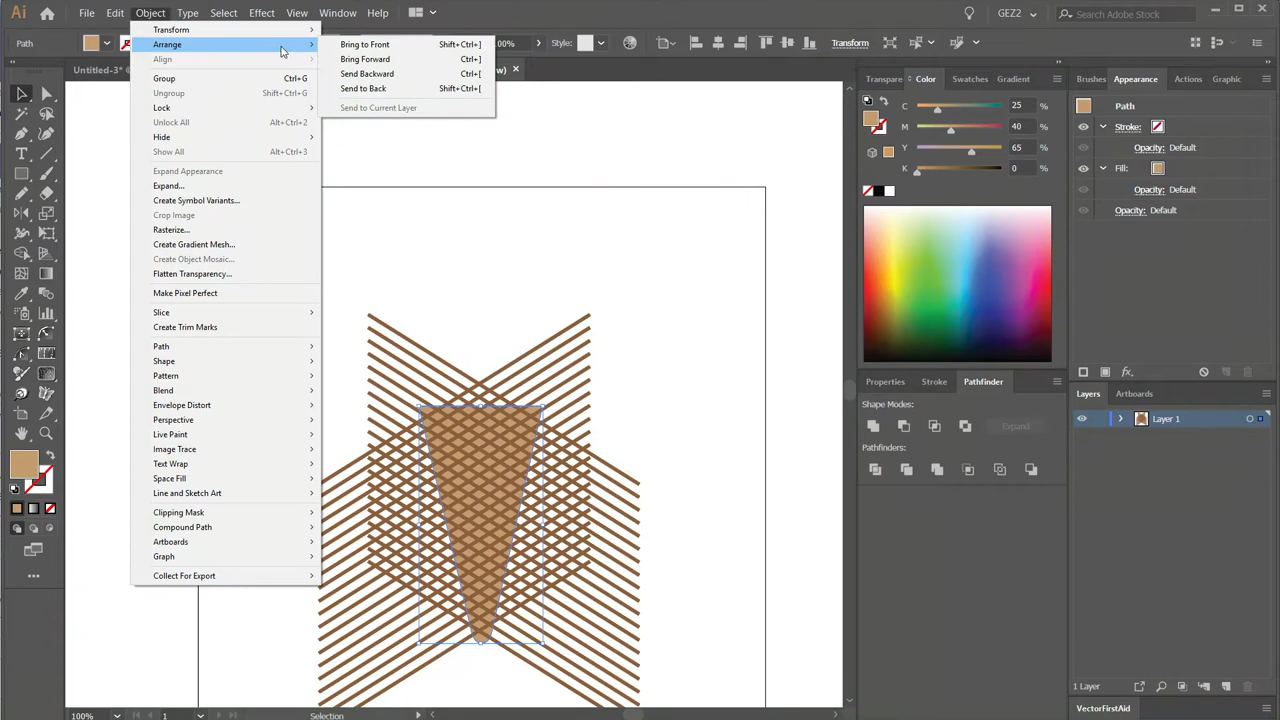 Ai File Edit Object Type Select Effect View Window Help GEZ2 Search Adobe Stock
Path 00% Style: Transform
Untitled-3* w)
Transform
Arrange
Align
Group Ctrl+G
Ungroup Shift+Ctrl+G
Lock
Unlock All Alt+Ctrl+2
Hide
Show All Alt+Ctrl+3
Expand Appearance
Expand...
Create Symbol Variants...
Crop Image
Rasterize...
Create Gradient Mesh...
Create Object Mosaic...
Flatten Transparency...
Make Pixel Perfect
Slice
Create Trim Marks
Path
Shape
Pattern
Blend
Envelope Distort
Perspective
Live Paint
Image Trace
Text Wrap
Space Fill
Line and Sketch Art
Clipping Mask
Compound Path
Artboards
Graph
Collect For Export
Bring to Front Shift+Ctrl+]
Bring Forward Ctrl+]
Send Backward Ctrl+[
Send to Back Shift+Ctrl+[
Send to Current Layer
Transpare Color Swatches Gradient
C 25 %
M 40 %
Y 65 %
K 0 %
Properties Stroke Pathfinder
Shape Modes:
Expand
Pathfinders:
Brushes Appearance Actions Graphic
Path
Stroke:
Opacity: Default
Fill:
Opacity: Default
Opacity: Default
fx
Layers Artboards
Layer 1
1 Layer
VectorFirstAid
100% 1 Selection